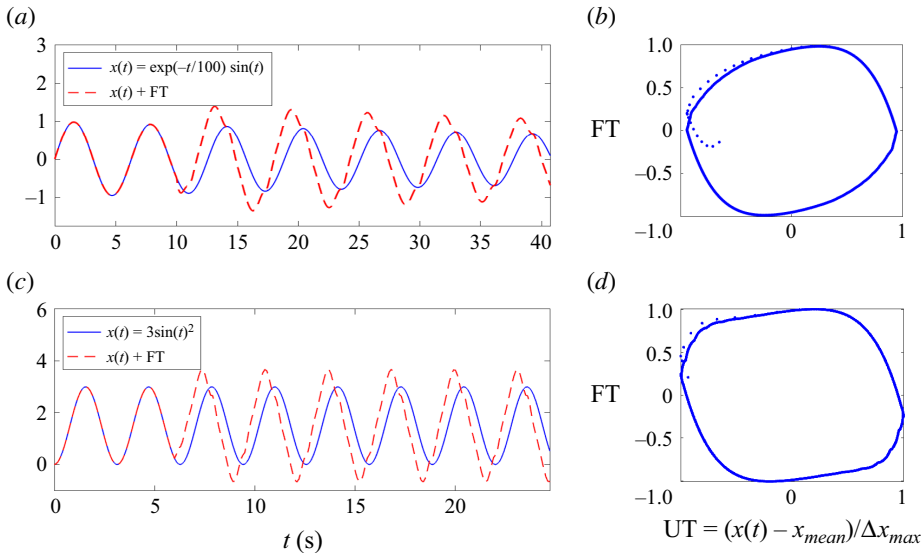 (a)
3
2
1
0
–1
x(t) = exp(–t/100) sin(t)
x(t) + FT
0 5 10 15 20 25 30 35 40
(b)
FT
1.0
0.5
0
–0.5
–1.0
0 1
(c)
6
4
2
0
x(t) = 3sin(t)²
x(t) + FT
0 5 10 15 20
t (s)
(d)
FT
1.0
0.5
0
–0.5
–1.0
0 1
UT = (x(t) – x_mean)/Δx_max